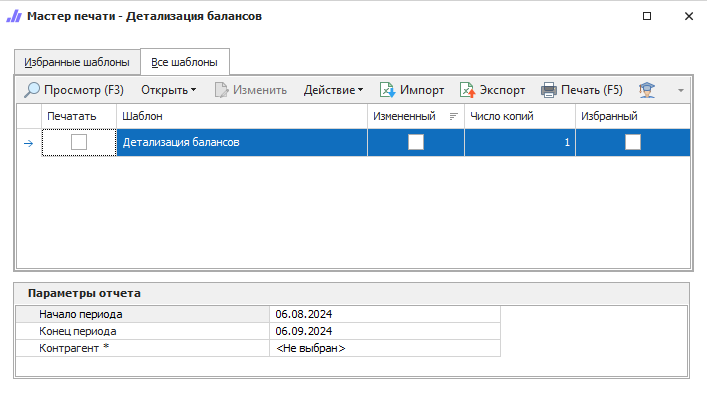 Мастер печати - Детализация балансов
Избранные шаблоны Все шаблоны
Просмотр (F3) Открыть Изменить Действие Импорт Экспорт Печать (F5)
Печатать Шаблон Измененный Число копий Избранный
Детализация балансов 1
Параметры отчета
Начало периода 06.08.2024
Конец периода 06.09.2024
Контрагент * <Не выбран>